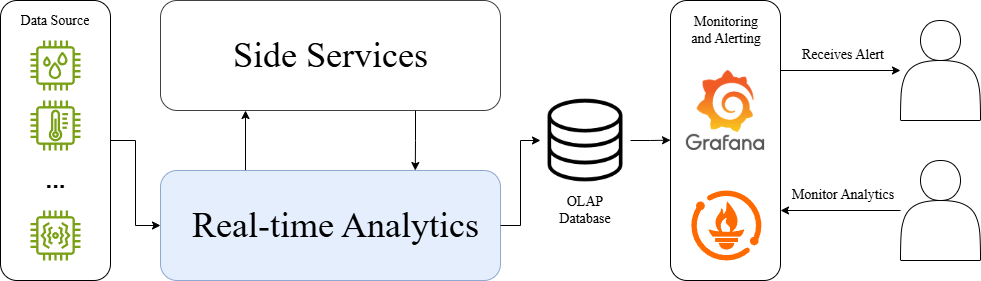 Data Source
...
Side Services
Real-time Analytics
OLAP
Database
Monitoring
and Alerting
Grafana
Receives Alert
Monitor Analytics